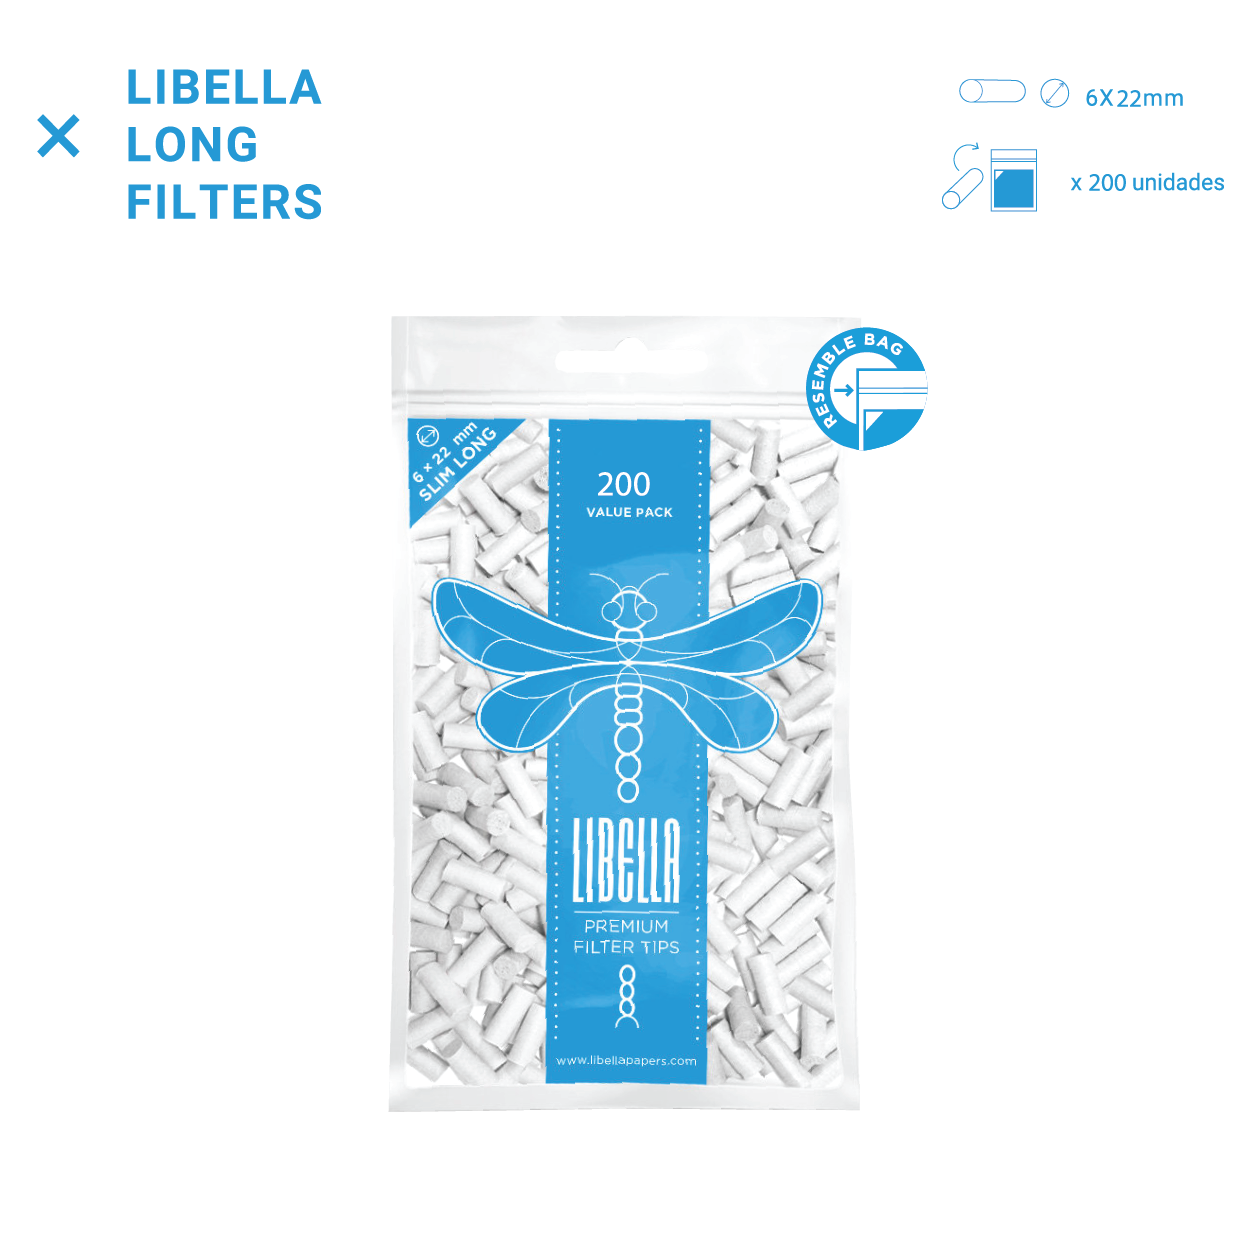 LIBELLA
LONG
FILTERS
6X22mm
x 200 unidades
RESEMBLE BAG
6 x 22 mm
SLIM LONG
200
VALUE PACK
LIBELLA
PREMIUM
FILTER TIPS
www.libellapapers.com